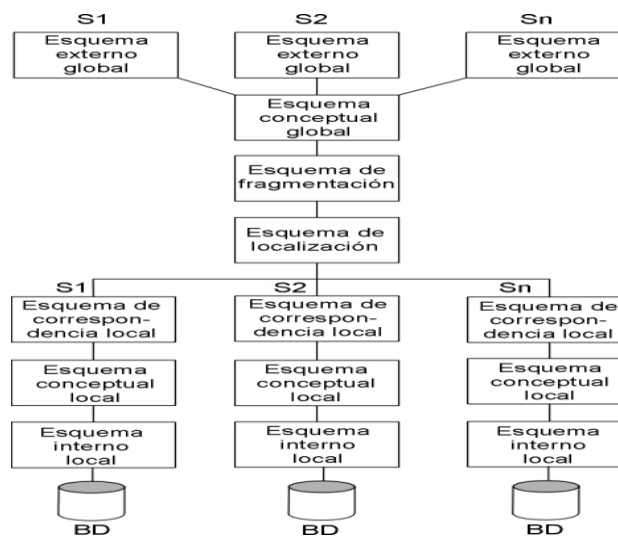 S1
S2
Sn
Esquema
externo
global
Esquema
externo
global
Esquema
externo
global
Esquema
conceptual
global
Esquema de
fragmentación
Esquema de
localización
S1
S2
Sn
Esquema de
correspon-
dencia local
Esquema de
correspon-
dencia local
Esquema de
correspon-
dencia local
Esquema
conceptual
local
Esquema
conceptual
local
Esquema
conceptual
local
Esquema
interno
local
Esquema
interno
local
Esquema
interno
local
BD
BD
BD